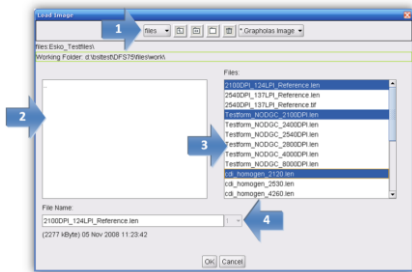 Load Image
1
files
* Grapholas Image
files Esko_Testfiles\
Working Folder: d:\bsltest\DFS75\files\work\
Files:
2
..
2100DPI_124LPI_Reference.len
2540DPI_137LPI_Reference.len
2540DPI_137LPI_Reference.tif
Testform_NODGC_2100DPI.len
Testform_NODGC_2400DPI.len
Testform_NODGC_2540DPI.len
3
Testform_NODGC_2800DPI.len
Testform_NODGC_4000DPI.len
Testform_NODGC_8000DPI.len
cdi_homogen_2120.len
cdi_homogen_2530.len
cdi_homogen_4260.len
File Name:
2100DPI_124LPI_Reference.len
4
(2277 kByte) 05 Nov 2008 11:23:42
OK Cancel